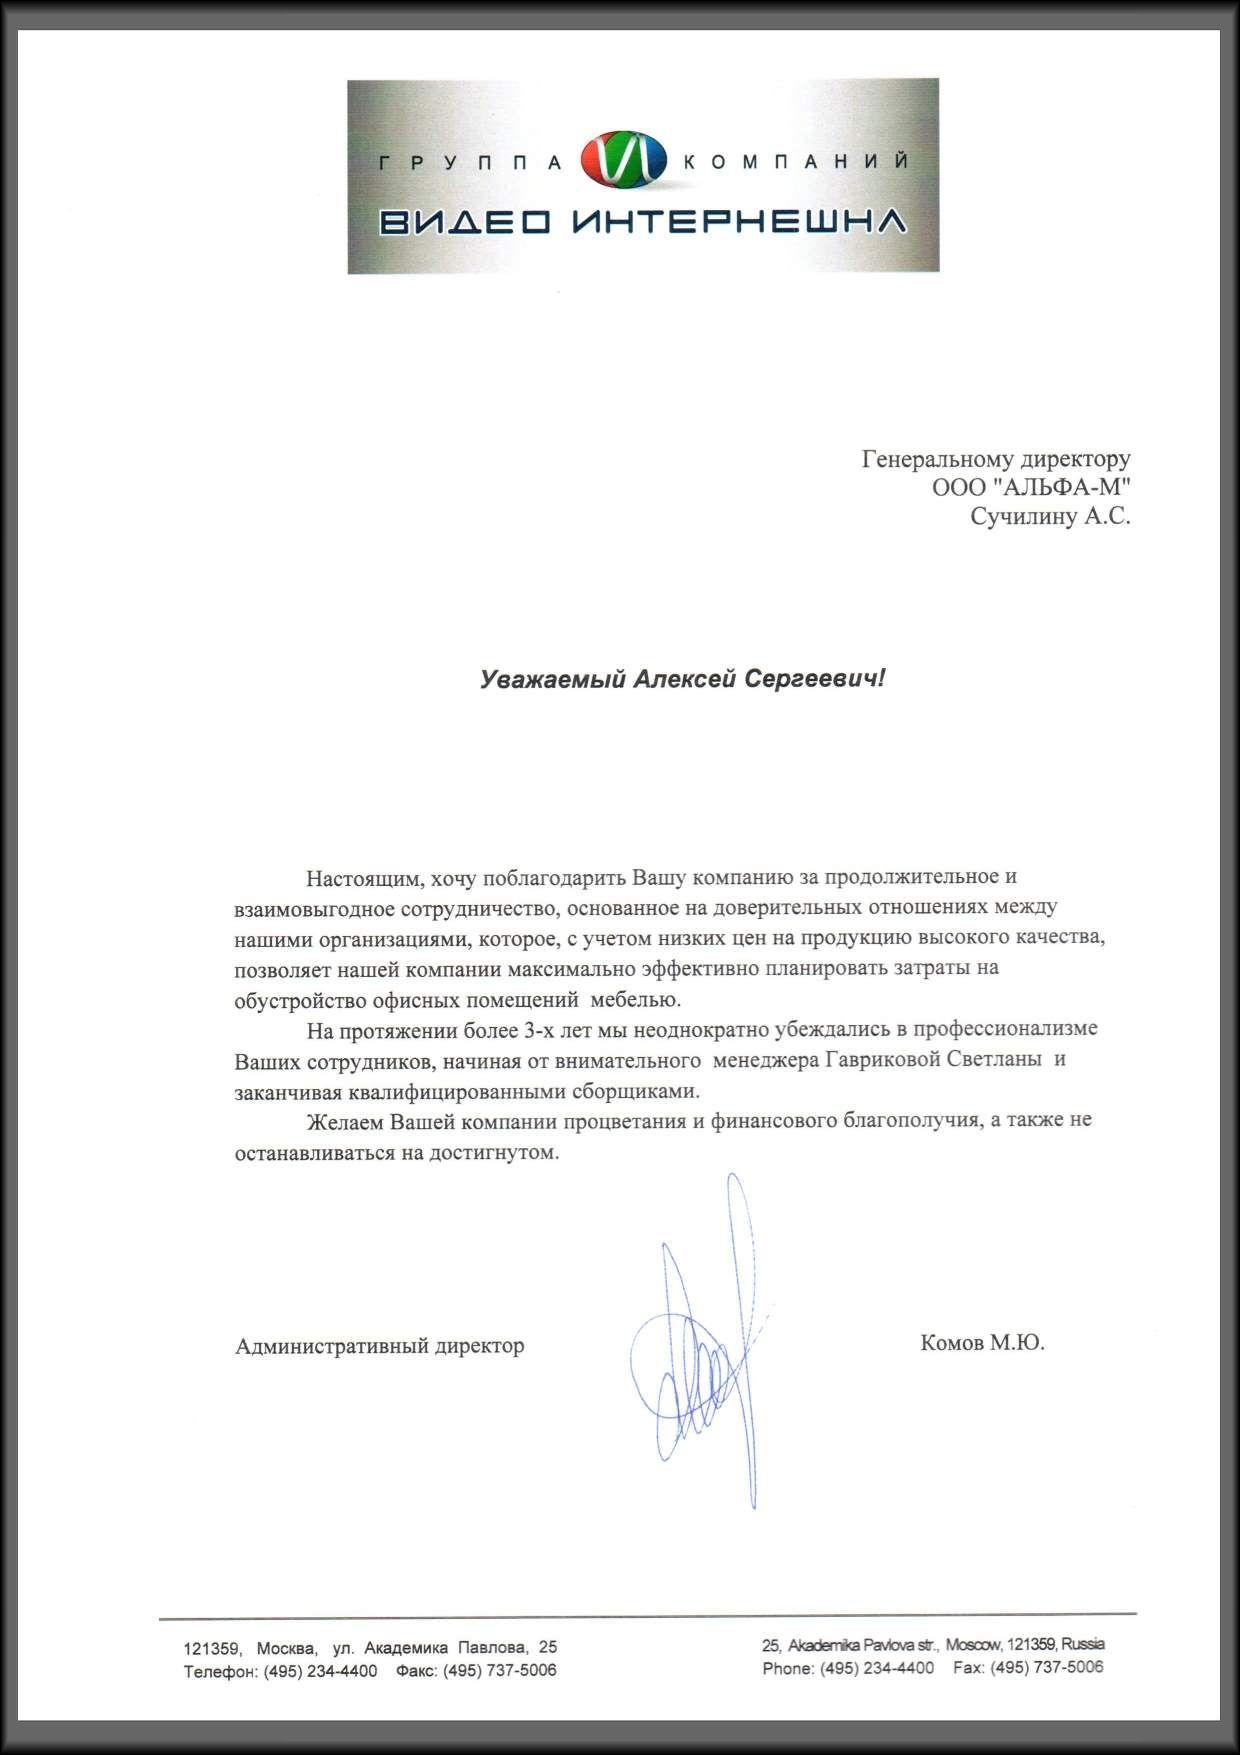 ГРУППА VI КОМПАНИЙ
ВИДЕО ИНТЕРНЕШНЛ
Генеральному директору
ООО "АЛЬФА-М"
Сучилину А.С.
Уважаемый Алексей Сергеевич!
Настоящим, хочу поблагодарить Вашу компанию за продолжительное и
взаимовыгодное сотрудничество, основанное на доверительных отношениях между
нашими организациями, которое, с учетом низких цен на продукцию высокого качества,
позволяет нашей компании максимально эффективно планировать затраты на
обустройство офисных помещений мебелью.
На протяжении более 3-х лет мы неоднократно убеждались в профессионализме
Ваших сотрудников, начиная от внимательного менеджера Гавриковой Светланы и
заканчивая квалифицированными сборщиками.
Желаем Вашей компании процветания и финансового благополучия, а также не
останавливаться на достигнутом.
Административный директор Комов М.Ю.
121359, Москва, ул. Академика Павлова, 25
Телефон: (495) 234-4400 Факс: (495) 737-5006
25, Akademika Pavlova str., Moscow, 121359, Russia
Phone: (495) 234-4400 Fax: (495) 737-5006